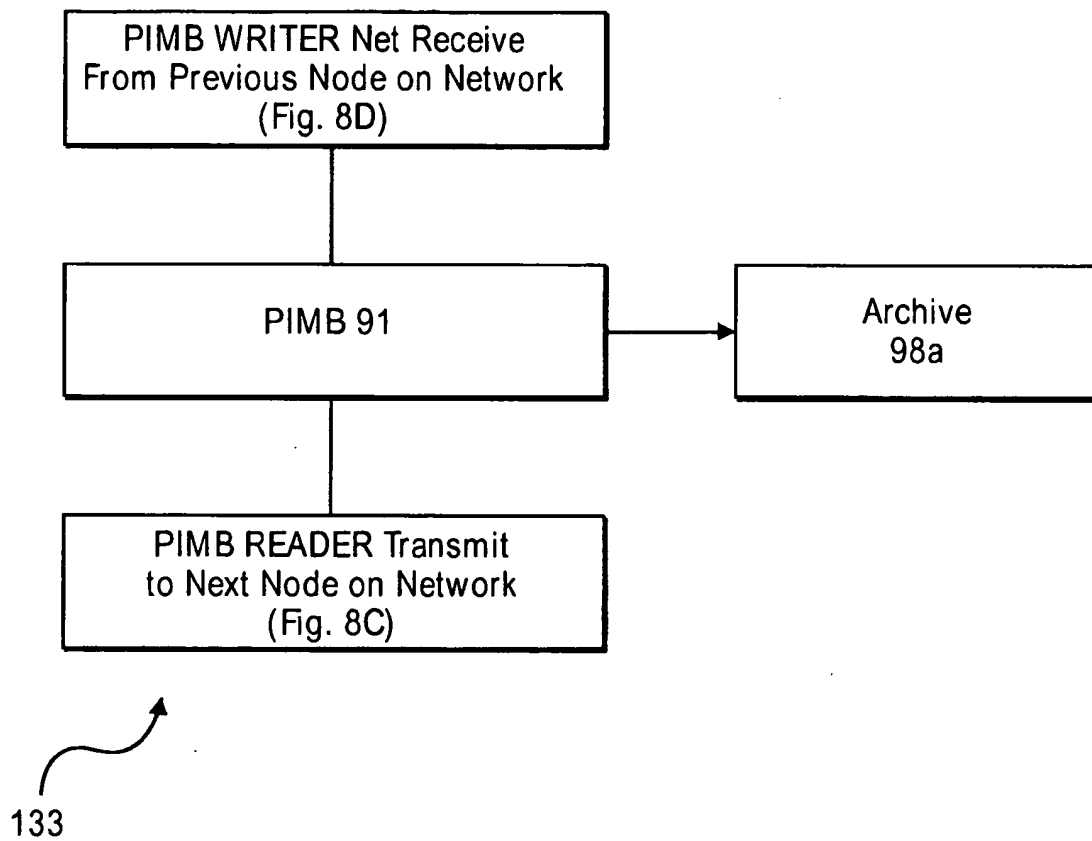 PIMB WRITER Net Receive
From Previous Node on Network
(Fig. 8D)
PIMB 91
Archive
98a
PIMB READER Transmit
to Next Node on Network
(Fig. 8C)
133